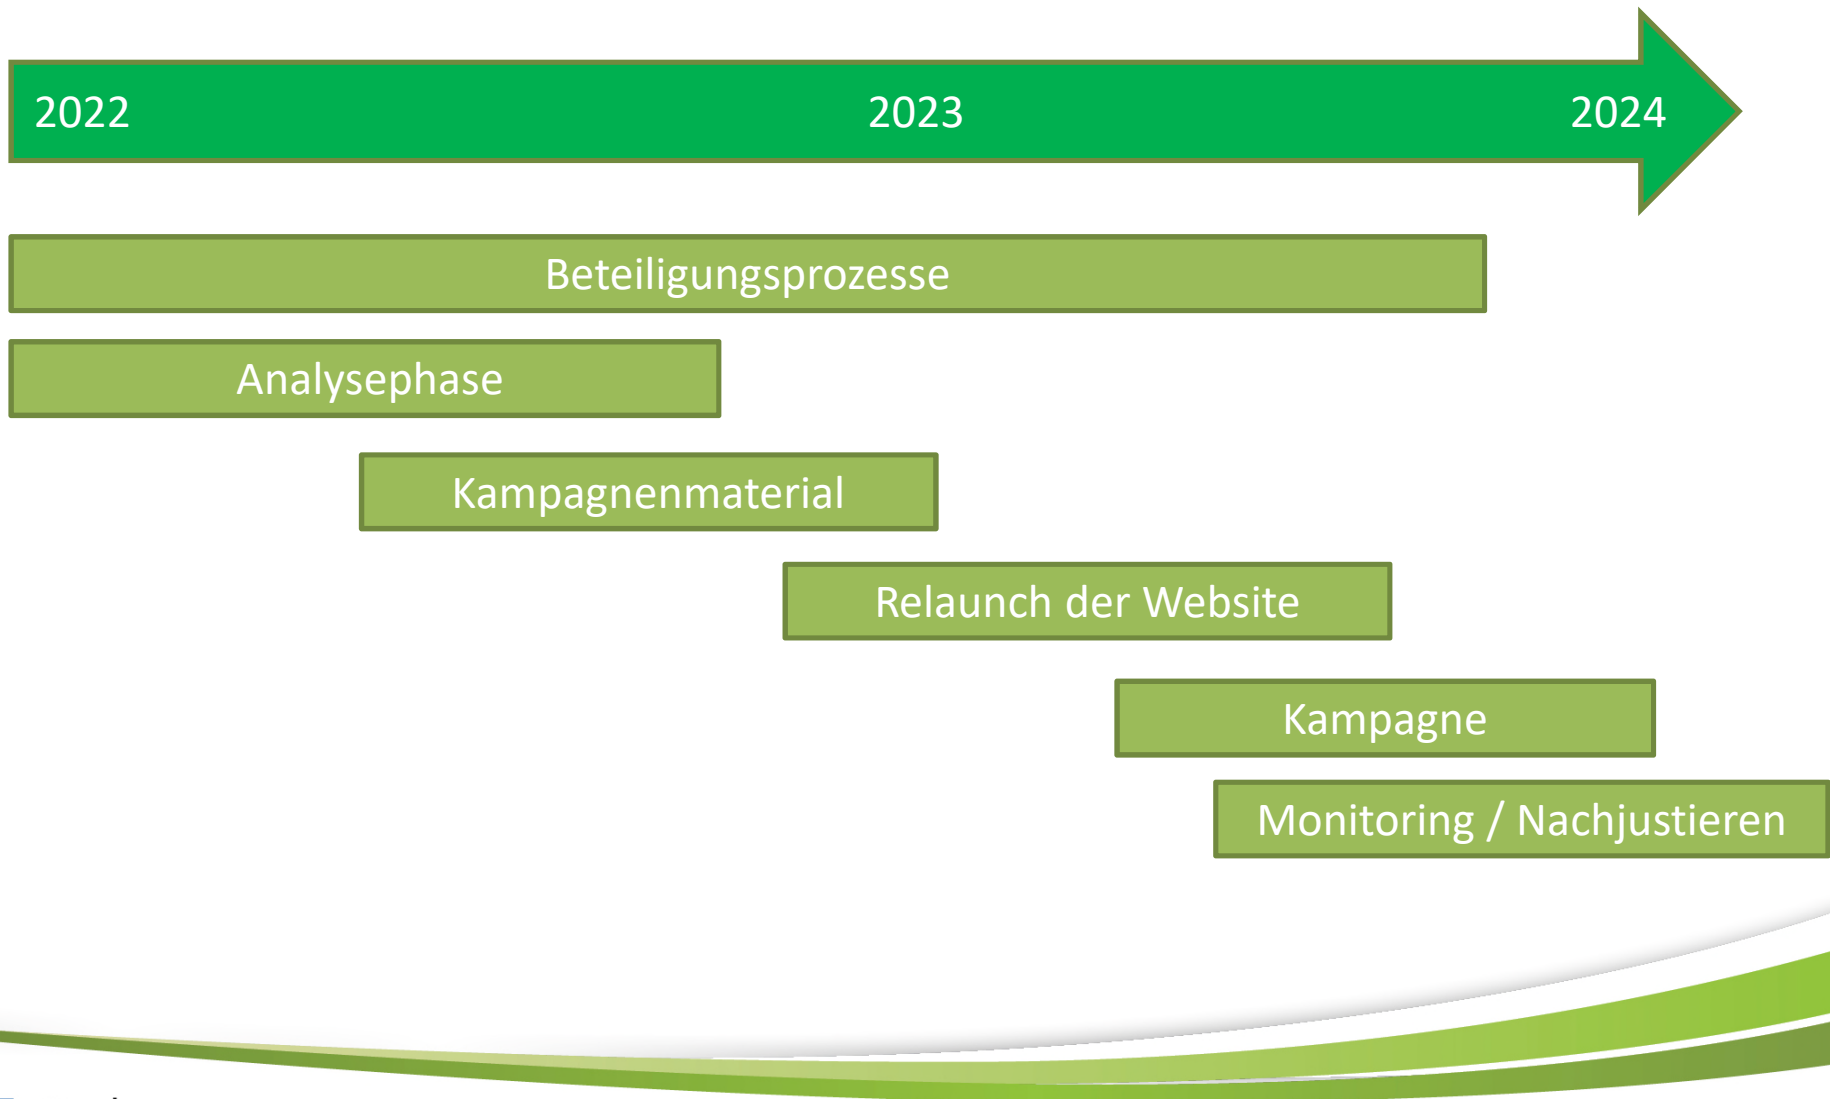 2022 2023 2024
Beteiligungsprozesse
Analysephase
Kampagnenmaterial
Relaunch der Website
Kampagne
Monitoring / Nachjustieren